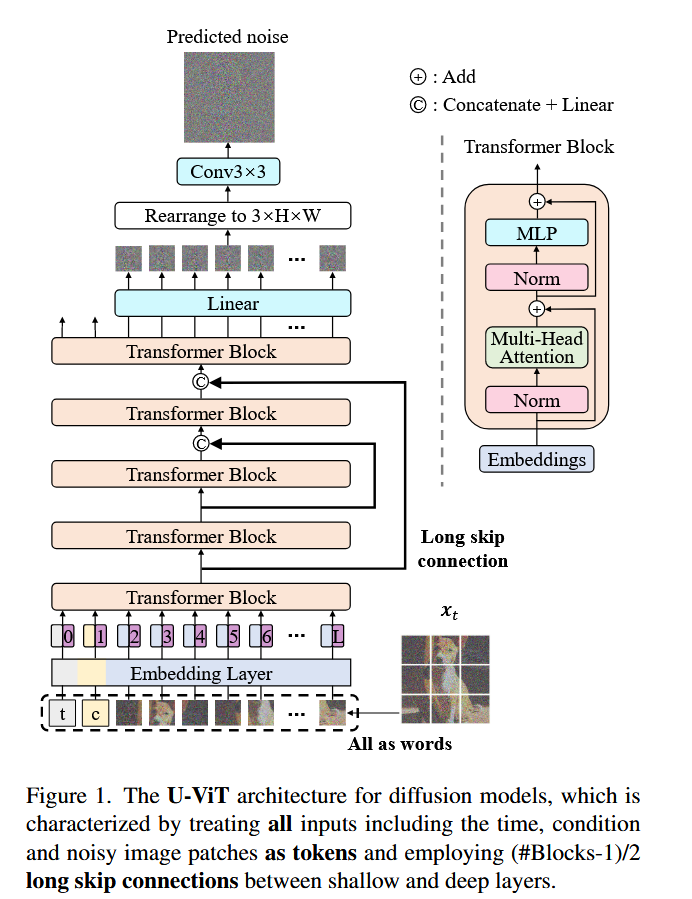 Predicted noise
Conv3×3
Rearrange to 3×H×W
...
Linear
...
Transformer Block
C
Transformer Block
C
Transformer Block
Transformer Block
Transformer Block
0 1 2 3 4 5 6 ... L
Embedding Layer
t c ...
All as words
Long skip
connection
xₜ
+ : Add
C : Concatenate + Linear
Transformer Block
+
MLP
Norm
+
Multi-Head
Attention
Norm
Embeddings
Figure 1. The U-ViT architecture for diffusion models, which is
characterized by treating all inputs including the time, condition
and noisy image patches as tokens and employing (#Blocks-1)/2
long skip connections between shallow and deep layers.